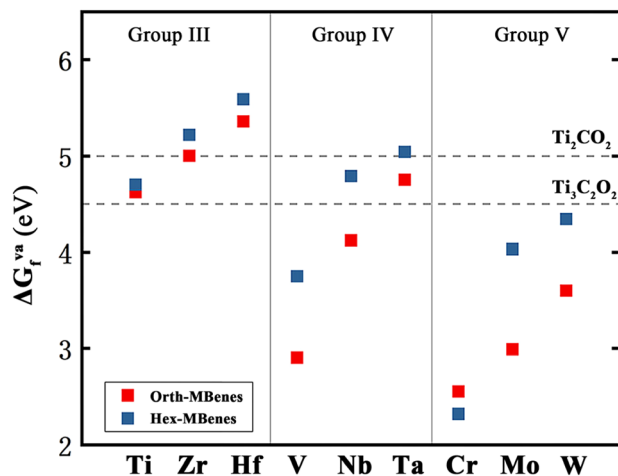 Group III Group IV Group V
6
5
4
3
2
ΔG_f^va (eV)
Ti₂CO₂
Ti₃C₂O₂
Orth-MBenes
Hex-MBenes
Ti Zr Hf V Nb Ta Cr Mo W